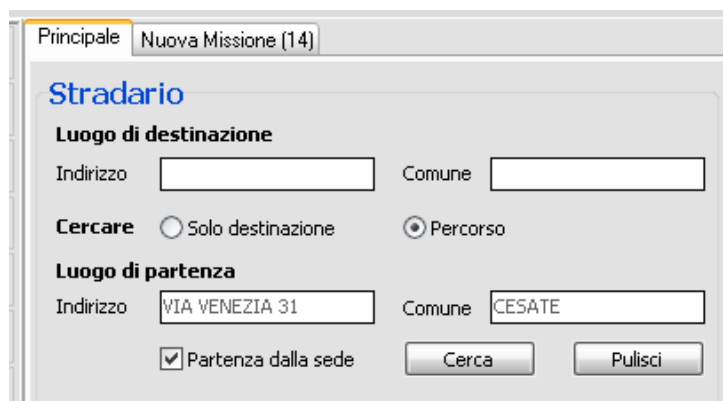 Principale Nuova Missione (14)
Stradario
Luogo di destinazione
Indirizzo Comune
Cercare Solo destinazione Percorso
Luogo di partenza
Indirizzo VIA VENEZIA 31 Comune CESATE
Partenza dalla sede Cerca Pulisci